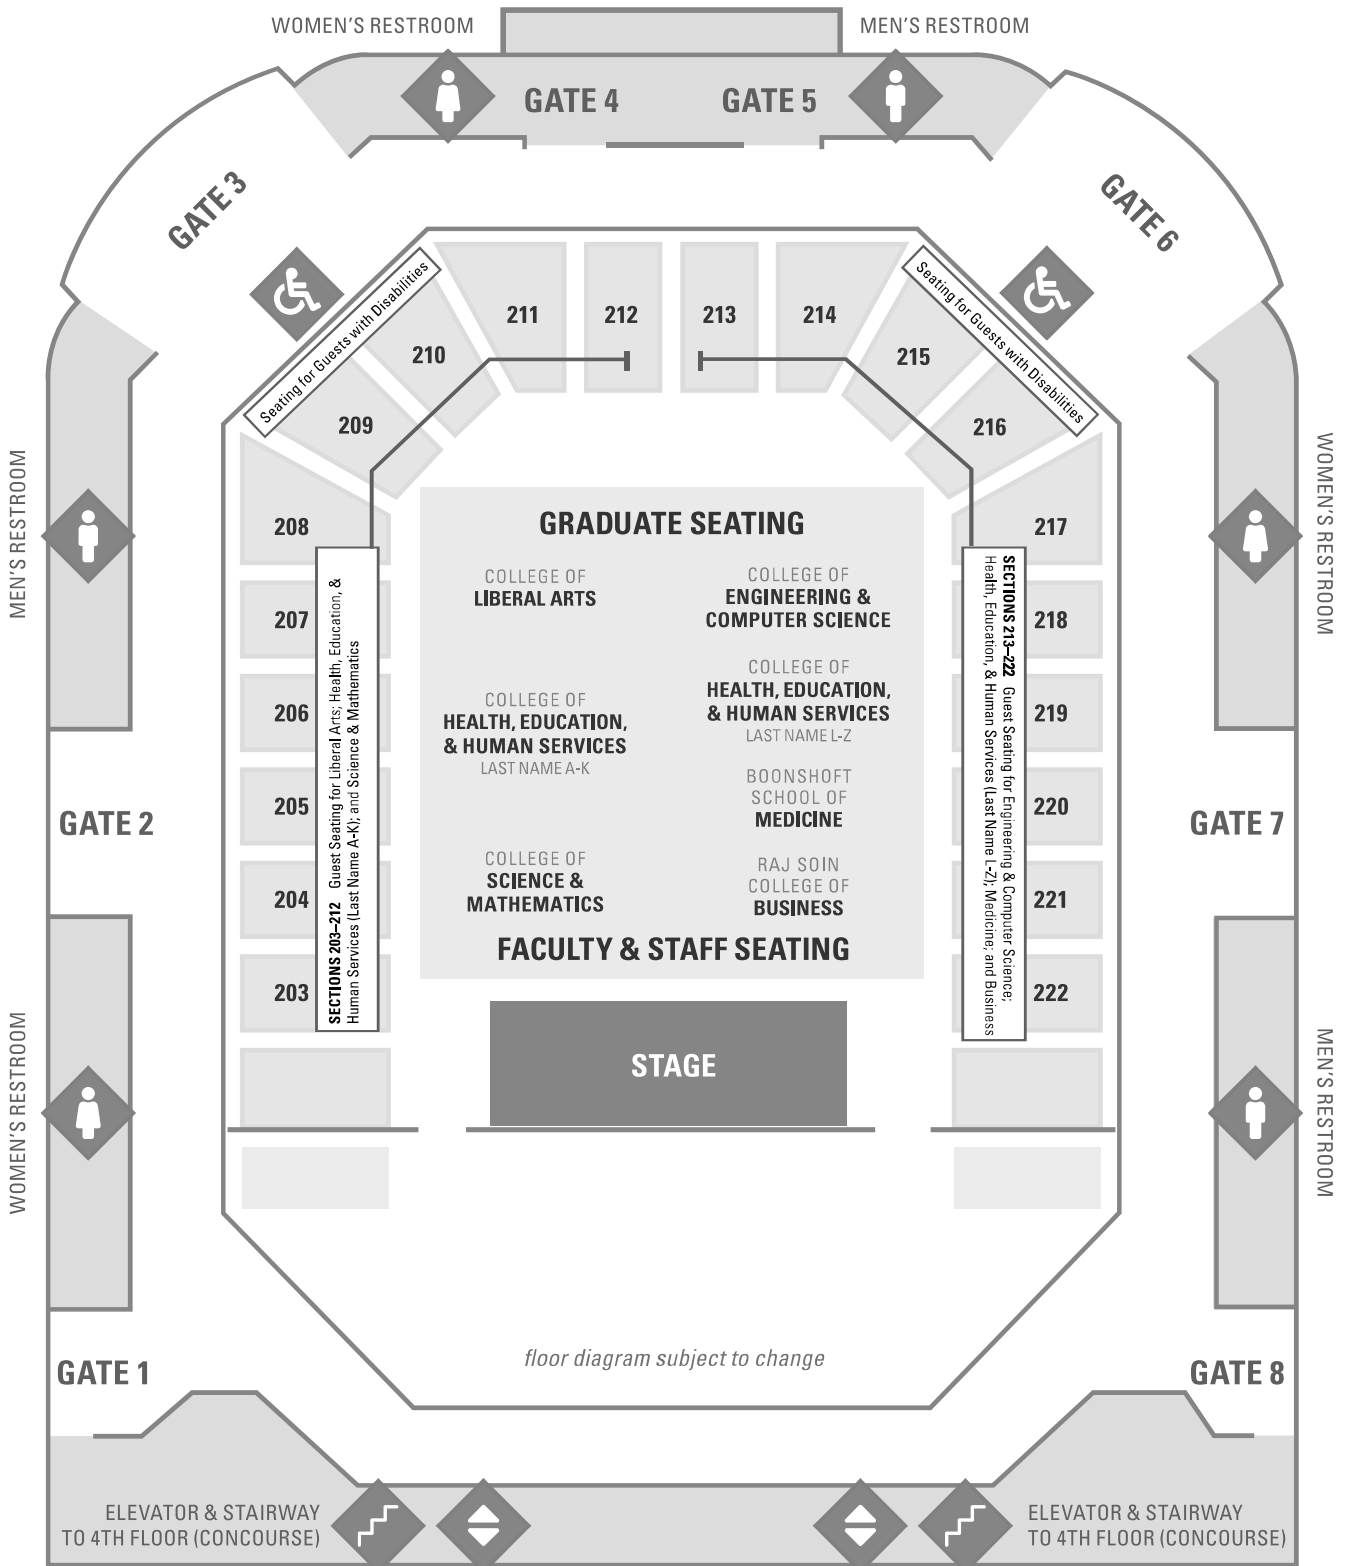 WOMEN'S RESTROOM
MEN'S RESTROOM
GATE 4
GATE 5
GATE 3
GATE 6
Seating for Guests with Disabilities
Seating for Guests with Disabilities
211
212
213
214
210
215
209
216
208
217
207
218
206
219
205
220
204
221
203
222
MEN'S RESTROOM
WOMEN'S RESTROOM
GRADUATE SEATING
COLLEGE OF
LIBERAL ARTS
COLLEGE OF
HEALTH, EDUCATION,
& HUMAN SERVICES
LAST NAME A-K
COLLEGE OF
SCIENCE &
MATHEMATICS
COLLEGE OF
ENGINEERING &
COMPUTER SCIENCE
COLLEGE OF
HEALTH, EDUCATION,
& HUMAN SERVICES
LAST NAME L-Z
BOONSHOFT
SCHOOL OF
MEDICINE
RAJ SOIN
COLLEGE OF
BUSINESS
FACULTY & STAFF SEATING
SECTIONS 203–212 Guest Seating for Liberal Arts; Health, Education, &
Human Services (Last Name A-K); and Science & Mathematics
SECTIONS 213–222 Guest Seating for Engineering & Computer Science;
Health, Education, & Human Services (Last Name L-Z); Medicine; and Business
GATE 2
GATE 7
STAGE
WOMEN'S RESTROOM
MEN'S RESTROOM
floor diagram subject to change
GATE 1
GATE 8
ELEVATOR & STAIRWAY
TO 4TH FLOOR (CONCOURSE)
ELEVATOR & STAIRWAY
TO 4TH FLOOR (CONCOURSE)